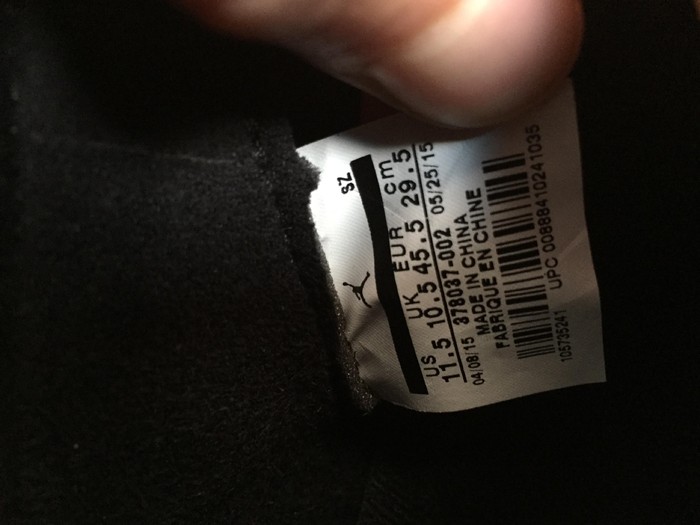 SZ
US UK EUR cm
11.5 10.5 45.5 29.5
04/08/15 378037-002 05/25/15
MADE IN CHINA
FABRIQUE EN CHINE
UPC 00888410241035
105735241